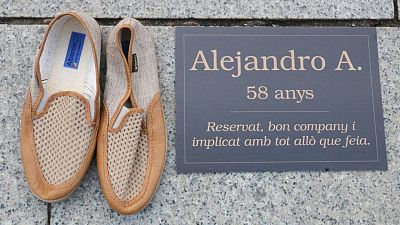 Alejandro A.
58 anys
Reservat, bon company i
implicat amb tot allò que feia.